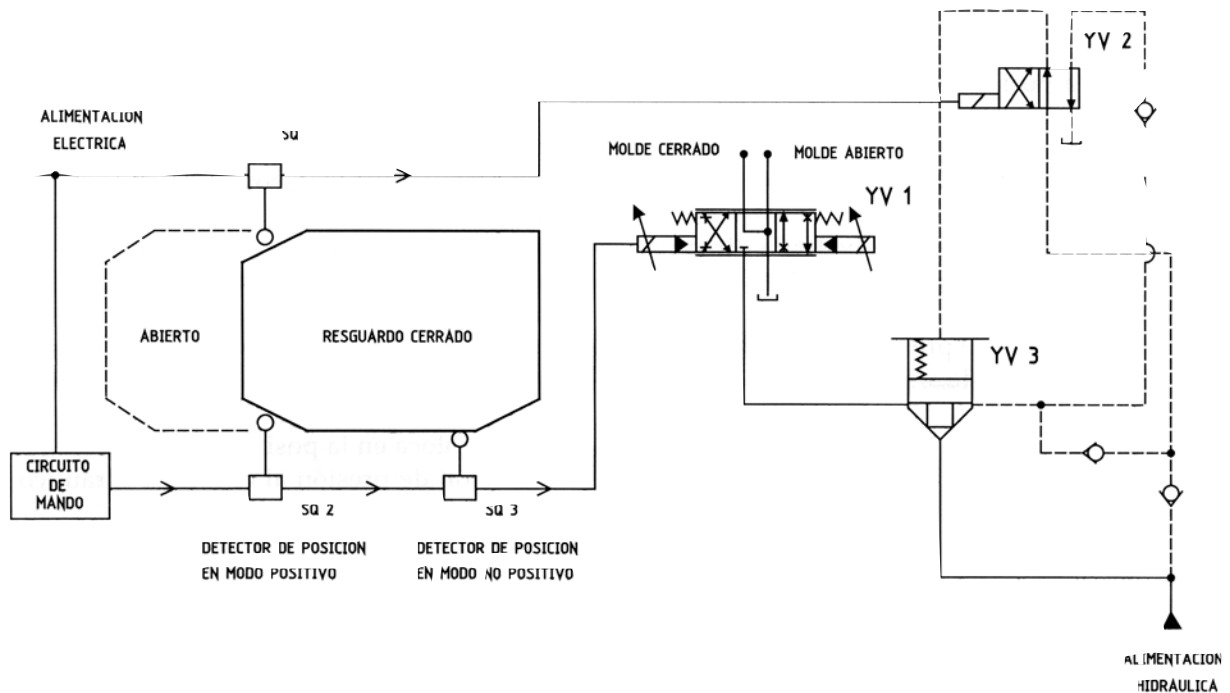 YV 2
ALIMENTACION
ELECTRICA
SQ
MOLDE CERRADO
MOLDE ABIERTO
YV 1
ABIERTO
RESGUARDO CERRADO
YV 3
CIRCUITO
DE
MANDO
SQ 2
SQ 3
DETECTOR DE POSICION
EN MODO POSITIVO
DETECTOR DE POSICION
EN MODO NO POSITIVO
ALIMENTACION
HIDRAULICA